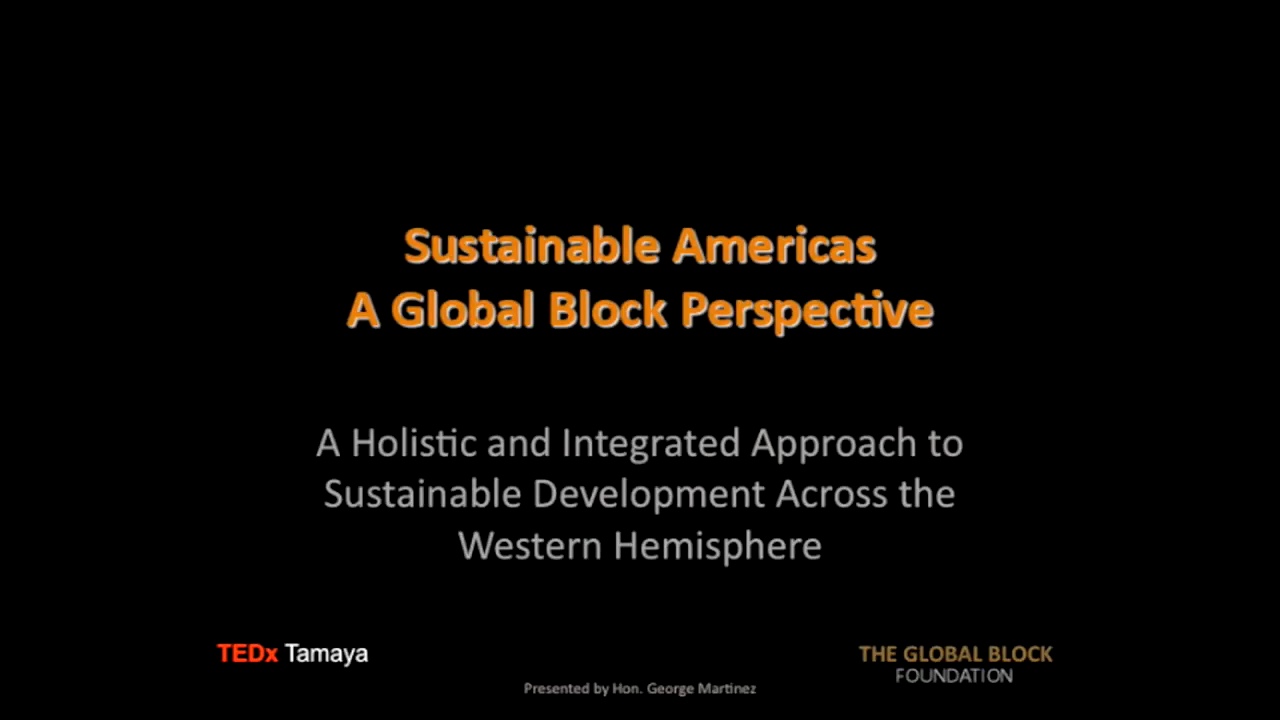 Sustainable Americas
A Global Block Perspective
A Holistic and Integrated Approach to
Sustainable Development Across the
Western Hemisphere
TEDx Tamaya
THE GLOBAL BLOCK
FOUNDATION
Presented by Hon. George Martinez